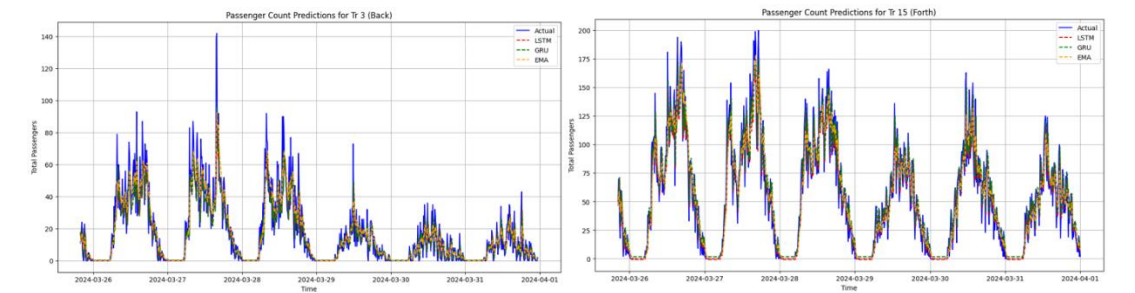 Passenger Count Predictions for Tr 3 (Back)
Actual
LSTM
GRU
EMA
140
120
100
80
60
40
20
0
Total Passengers
2024-03-26
2024-03-27
2024-03-28
2024-03-29
2024-03-30
2024-03-31
2024-04-01
Time
Passenger Count Predictions for Tr 15 (Forth)
Actual
LSTM
GRU
EMA
200
175
150
125
100
75
50
25
0
Total Passengers
2024-03-26
2024-03-27
2024-03-28
2024-03-29
2024-03-30
2024-03-31
2024-04-01
Time